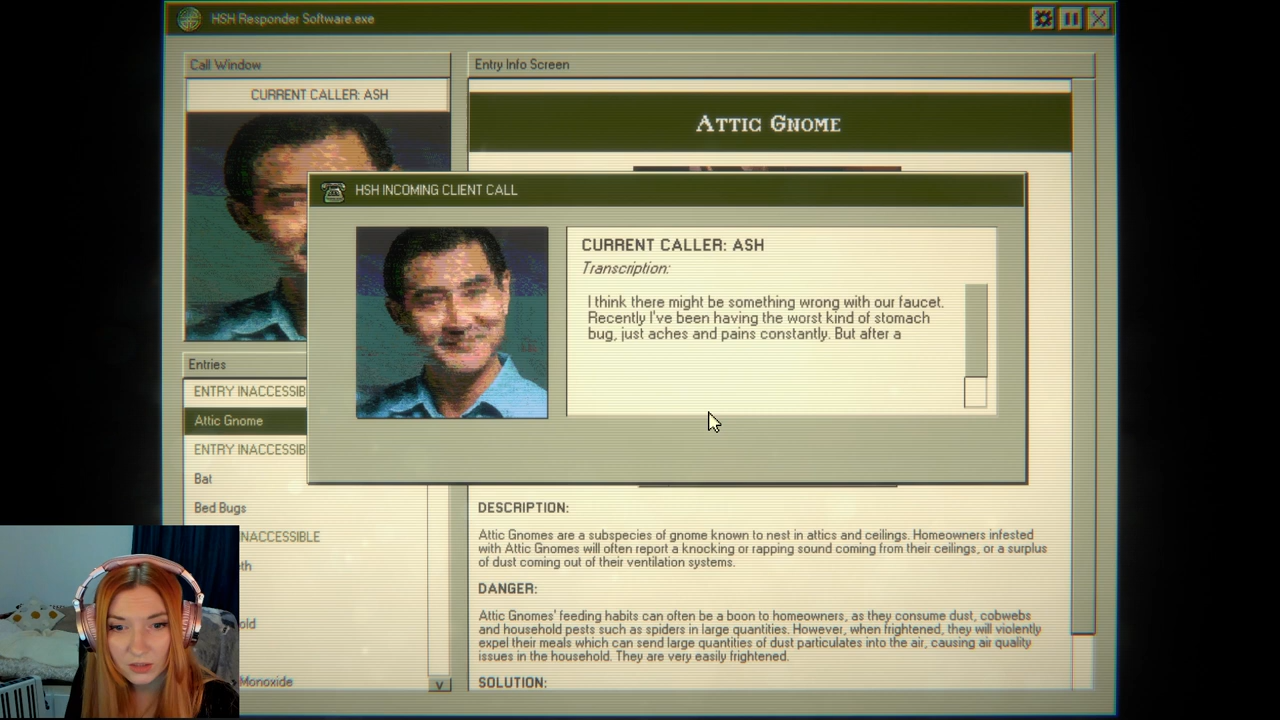 HSH Responder Software.exe
Call Window
CURRENT CALLER: ASH
Entry Info Screen
ATTIC GNOME
HSH INCOMING CLIENT CALL
CURRENT CALLER: ASH
Transcription:
I think there might be something wrong with our faucet.
Recently I've been having the worst kind of stomach
bug, just aches and pains constantly. But after a
Entries
ENTRY INACCESSIB
Attic Gnome
ENTRY INACCESSIB
Bat
Bed Bugs
NACCESSIBLE
Monoxide
DESCRIPTION:
Attic Gnomes are a subspecies of gnome known to nest in attics and ceilings. Homeowners infested
with Attic Gnomes will often report a knocking or rapping sound coming from their ceilings, or a surplus
of dust coming out of their ventilation systems.
DANGER:
Attic Gnomes' feeding habits can often be a boon to homeowners, as they consume dust, cobwebs
and household pests such as spiders in large quantities. However, when frightened, they will violently
expel their meals which can send large quantities of dust particulates into the air, causing air quality
issues in the household. They are very easily frightened.
SOLUTION: